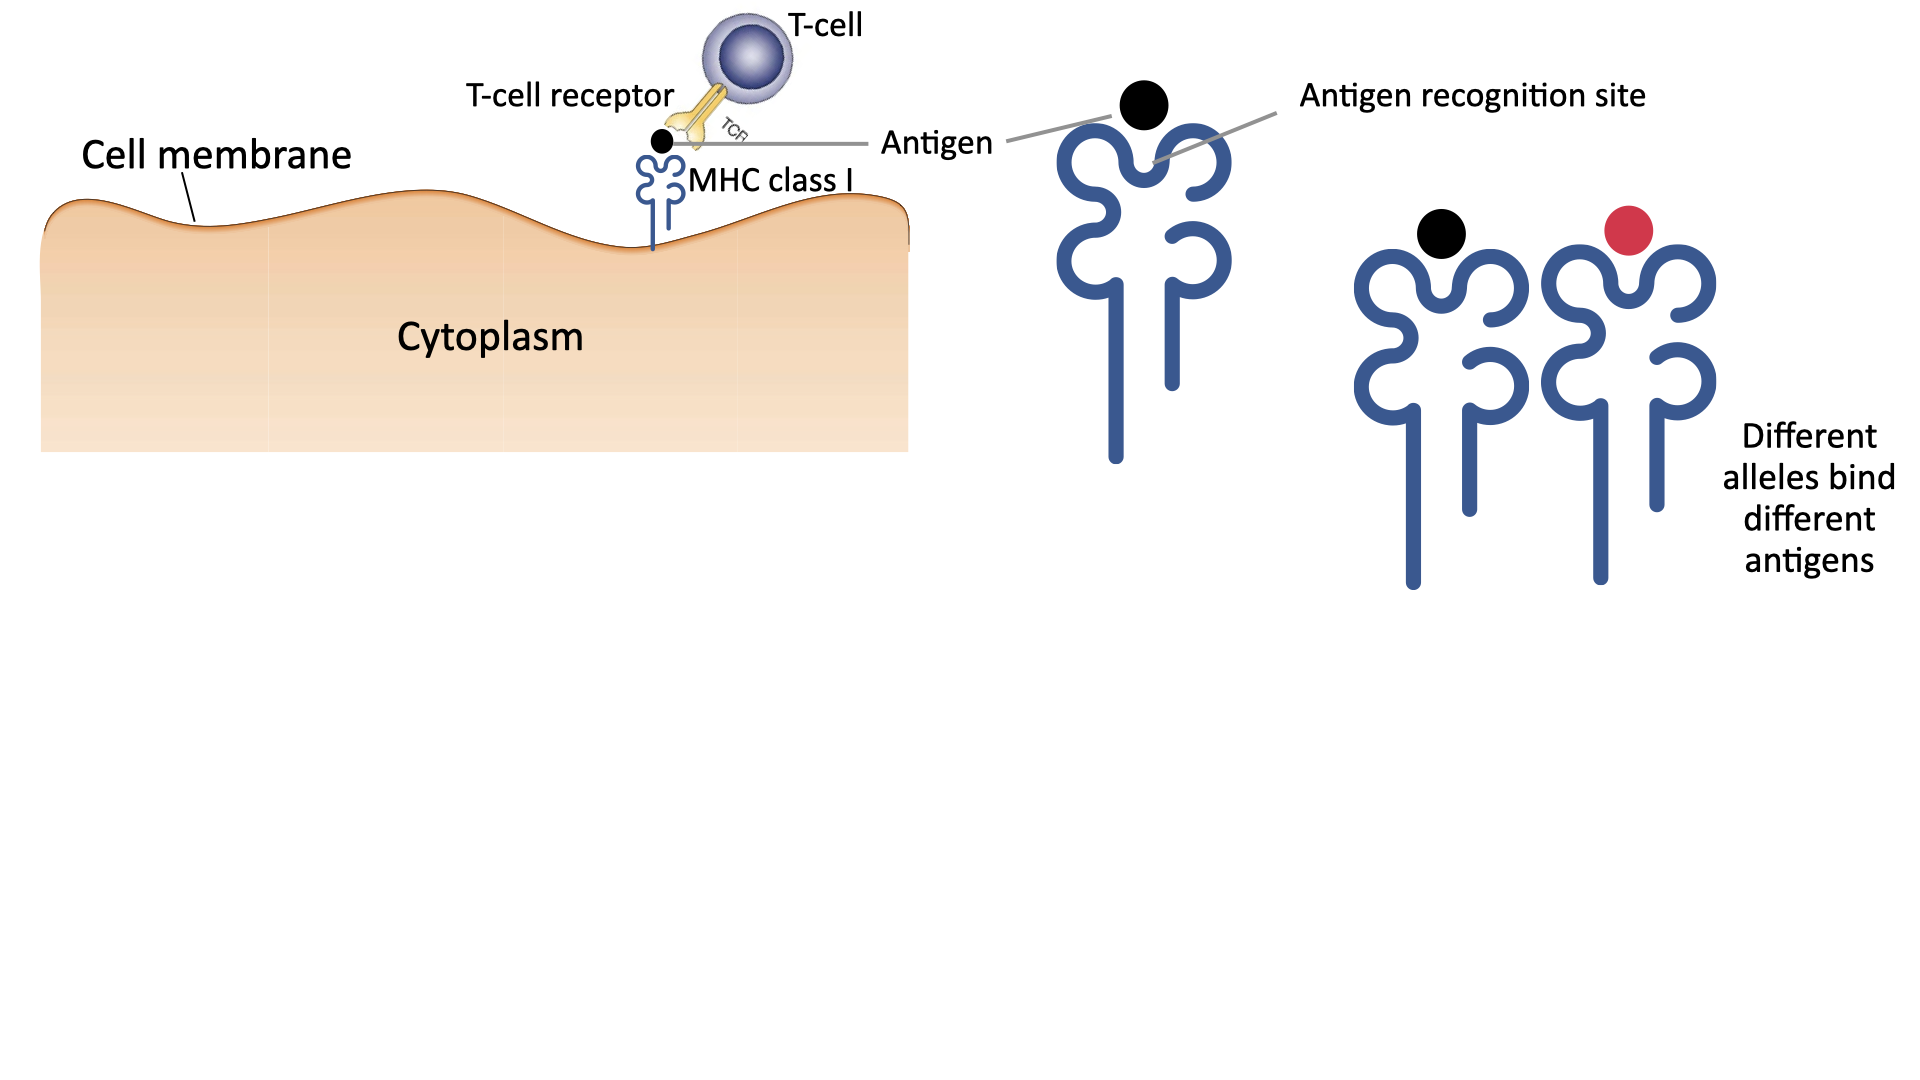 T-cell
T-cell receptor
TCR
Antigen
MHC class I
Cell membrane
Cytoplasm
Antigen recognition site
Different
alleles bind
different
antigens